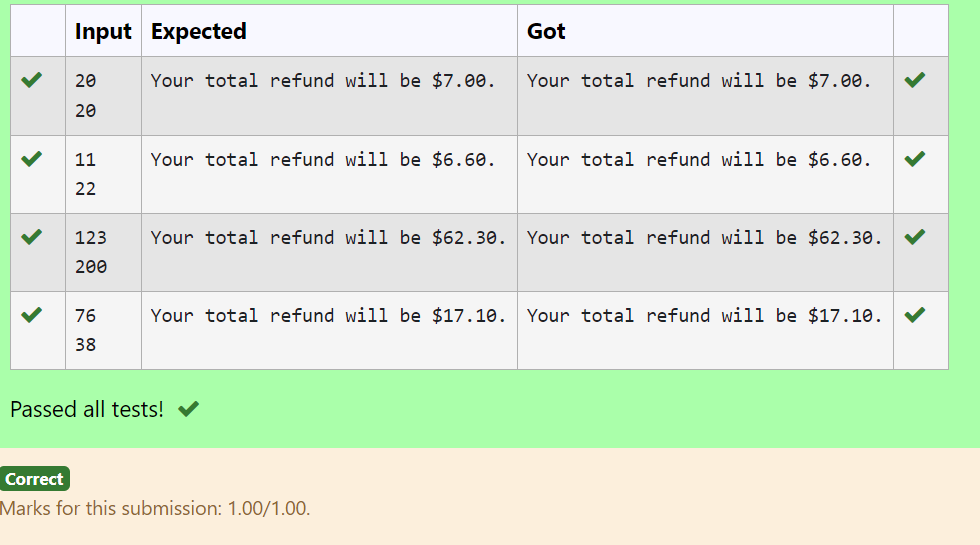 Input Expected Got
20 Your total refund will be $7.00. Your total refund will be $7.00.
20
11 Your total refund will be $6.60. Your total refund will be $6.60.
22
123 Your total refund will be $62.30. Your total refund will be $62.30.
200
76 Your total refund will be $17.10. Your total refund will be $17.10.
38
Passed all tests!
Correct
Marks for this submission: 1.00/1.00.